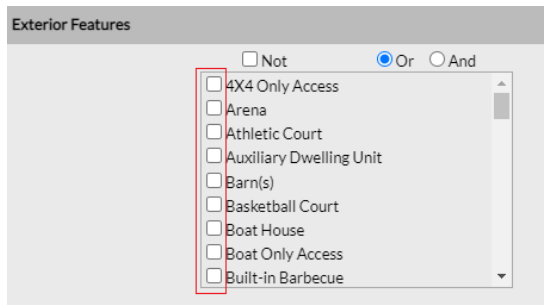 Exterior Features
Not Or And
4X4 Only Access
Arena
Athletic Court
Auxiliary Dwelling Unit
Barn(s)
Basketball Court
Boat House
Boat Only Access
Built-in Barbecue